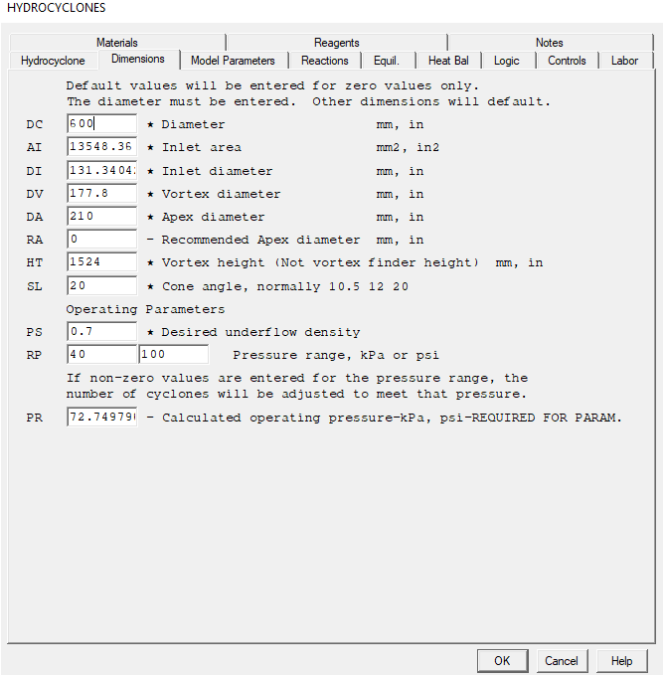 HYDROCYCLONES
Materials Reagents Notes
Hydrocyclone Dimensions Model Parameters Reactions Equil. Heat Bal Logic Controls Labor
Default values will be entered for zero values only.
The diameter must be entered. Other dimensions will default.
DC 600 * Diameter mm, in
AI 13548.36 * Inlet area mm2, in2
DI 131.3404 * Inlet diameter mm, in
DV 177.8 * Vortex diameter mm, in
DA 210 * Apex diameter mm, in
RA 0 - Recommended Apex diameter mm, in
HT 1524 * Vortex height (Not vortex finder height) mm, in
SL 20 * Cone angle, normally 10.5 12 20
Operating Parameters
PS 0.7 * Desired underflow density
RP 40 100 Pressure range, kPa or psi
If non-zero values are entered for the pressure range, the
number of cyclones will be adjusted to meet that pressure.
PR 72.74979 - Calculated operating pressure-kPa, psi-REQUIRED FOR PARAM.
OK Cancel Help